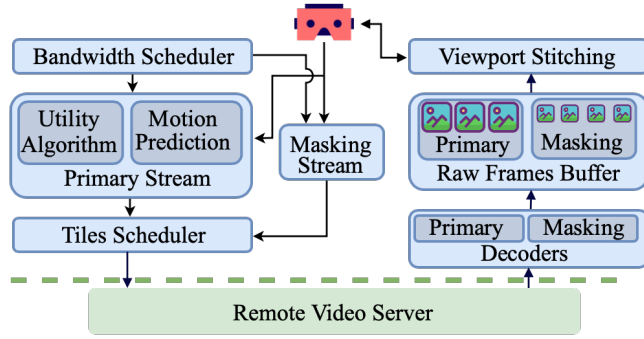 Bandwidth Scheduler
Utility
Algorithm
Motion
Prediction
Primary Stream
Masking
Stream
Tiles Scheduler
Viewport Stitching
Primary
Masking
Raw Frames Buffer
Primary
Masking
Decoders
Remote Video Server